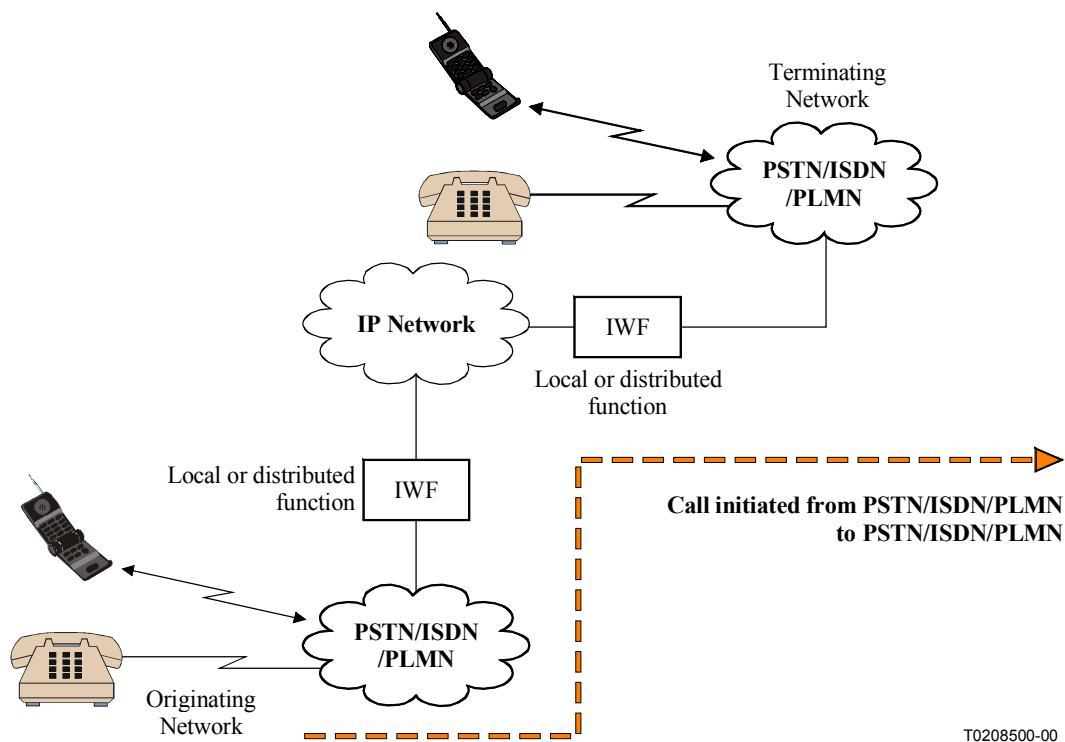 Terminating
Network
PSTN/ISDN
/PLMN
IP Network
IWF
Local or distributed
function
Local or distributed
function
IWF
Call initiated from PSTN/ISDN/PLMN
to PSTN/ISDN/PLMN
PSTN/ISDN
/PLMN
Originating
Network
T0208500-00